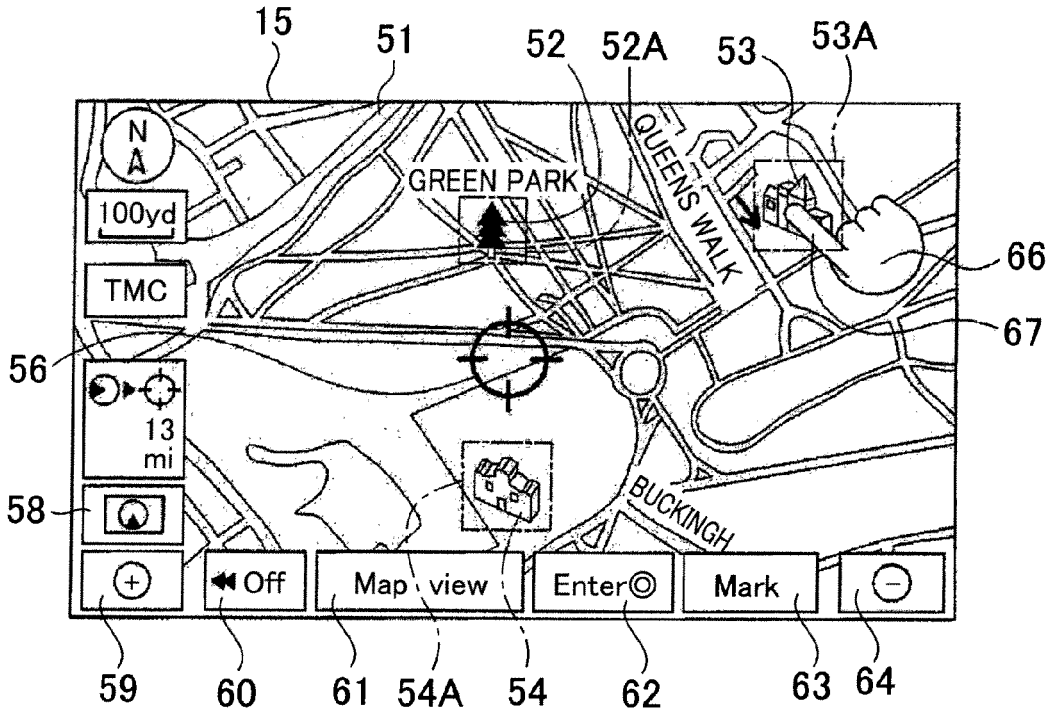 15
51
52
52A
53
53A
N
100yd
TMC
GREEN PARK
QUEENS WALK
66
67
56
13
mi
58
BUCKINGH
+
Off
Map view
Enter
Mark
−
59
60
61
54A
54
62
63
64